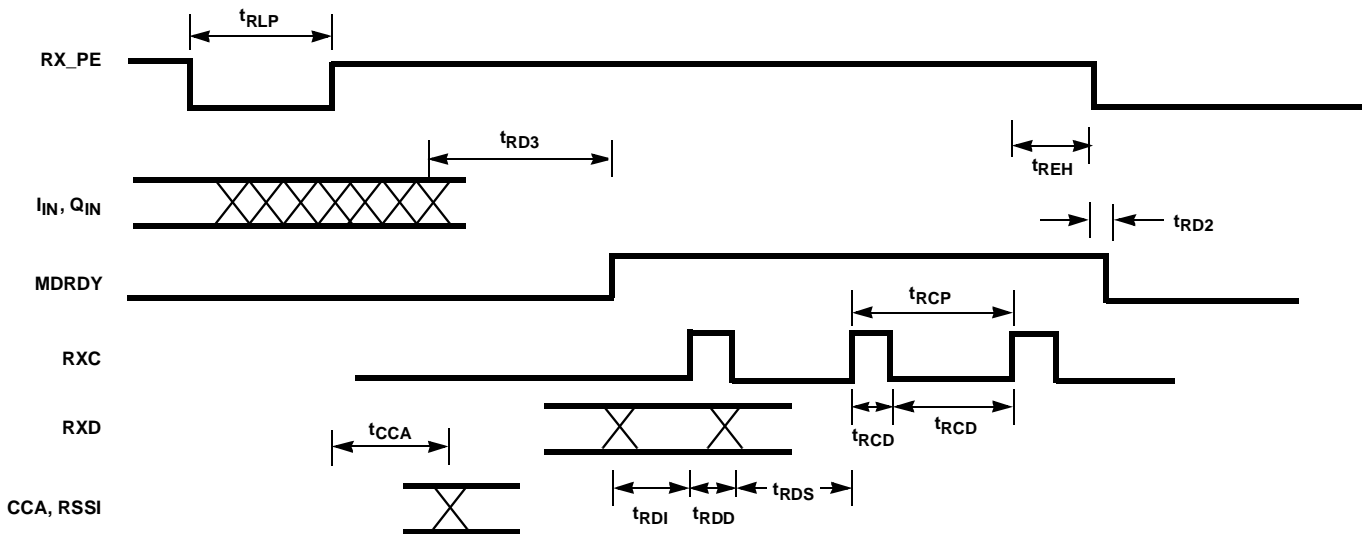 tRLP
RX_PE
tRD3
tREH
IIN, QIN
tRD2
MDRDY
tRCP
RXC
RXD
tCCA
tRCD
tRCD
tRDS
CCA, RSSI
tRDI
tRDD